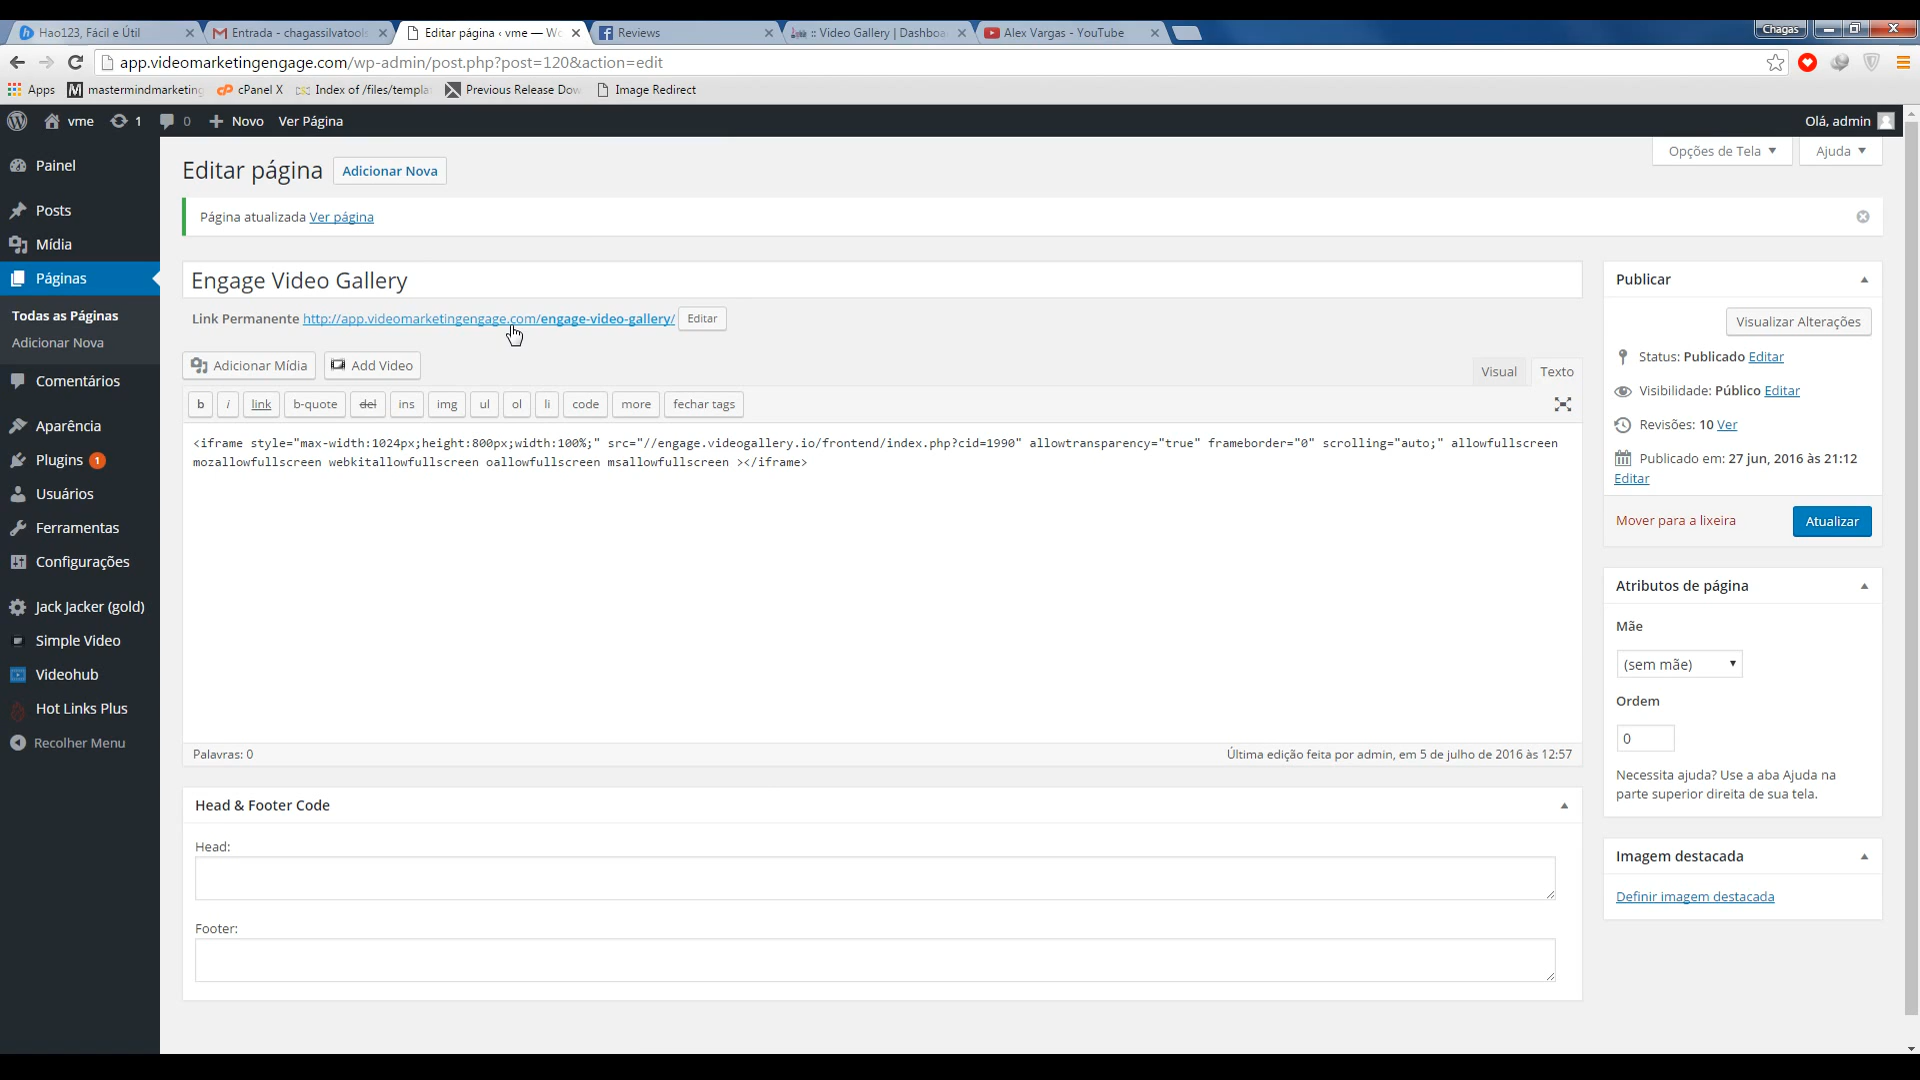 Hao123, Fácil e Útil
Entrada - chagassilvatools
Editar página ‹ vme — Wo
Reviews
:: Video Gallery | Dashboa
Alex Vargas - YouTube
Chagas
app.videomarketingengage.com/wp-admin/post.php?post=120&action=edit
Apps
mastermindmarketing
cPanel X
Index of /files/templa
Previous Release Dow
Image Redirect
vme
1
0
Novo
Ver Página
Olá, admin
Painel
Posts
Mídia
Páginas
Todas as Páginas
Adicionar Nova
Comentários
Aparência
Plugins 1
Usuários
Ferramentas
Configurações
Jack Jacker (gold)
Simple Video
Videohub
Hot Links Plus
Recolher Menu
Editar página
Adicionar Nova
Opções de Tela
Ajuda
Página atualizada Ver página
Engage Video Gallery
Link Permanente http://app.videomarketingengage.com/engage-video-gallery/ Editar
Adicionar Mídia
Add Video
Visual
Texto
b
i
link
b-quote
del
ins
img
ul
ol
li
code
more
fechar tags
<iframe style="max-width:1024px;height:800px;width:100%;" src="//engage.videogallery.io/frontend/index.php?cid=1990" allowtransparency="true" frameborder="0" scrolling="auto;" allowfullscreen
mozallowfullscreen webkitallowfullscreen oallowfullscreen msallowfullscreen ></iframe>
Palavras: 0
Última edição feita por admin, em 5 de julho de 2016 às 12:57
Head & Footer Code
Head:
Footer:
Publicar
Visualizar Alterações
Status: Publicado Editar
Visibilidade: Público Editar
Revisões: 10 Ver
Publicado em: 27 jun, 2016 às 21:12
Editar
Mover para a lixeira
Atualizar
Atributos de página
Mãe
(sem mãe)
Ordem
0
Necessita ajuda? Use a aba Ajuda na
parte superior direita de sua tela.
Imagem destacada
Definir imagem destacada